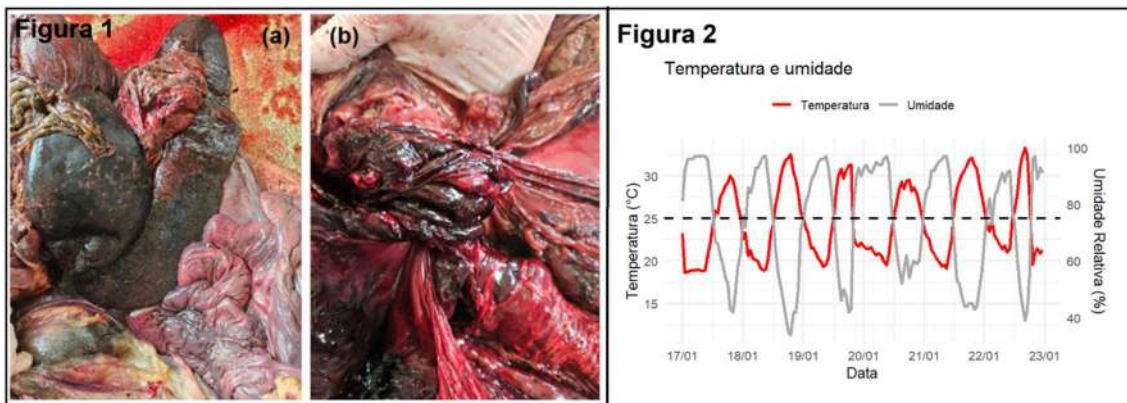 Figura 1
(a)
(b)
Figura 2
Temperatura e umidade
Temperatura
Umidade
Temperatura (°C)
30
25
20
15
100
80
60
40
Umidade Relativa (%)
17/01
18/01
19/01
20/01
21/01
22/01
23/01
Data